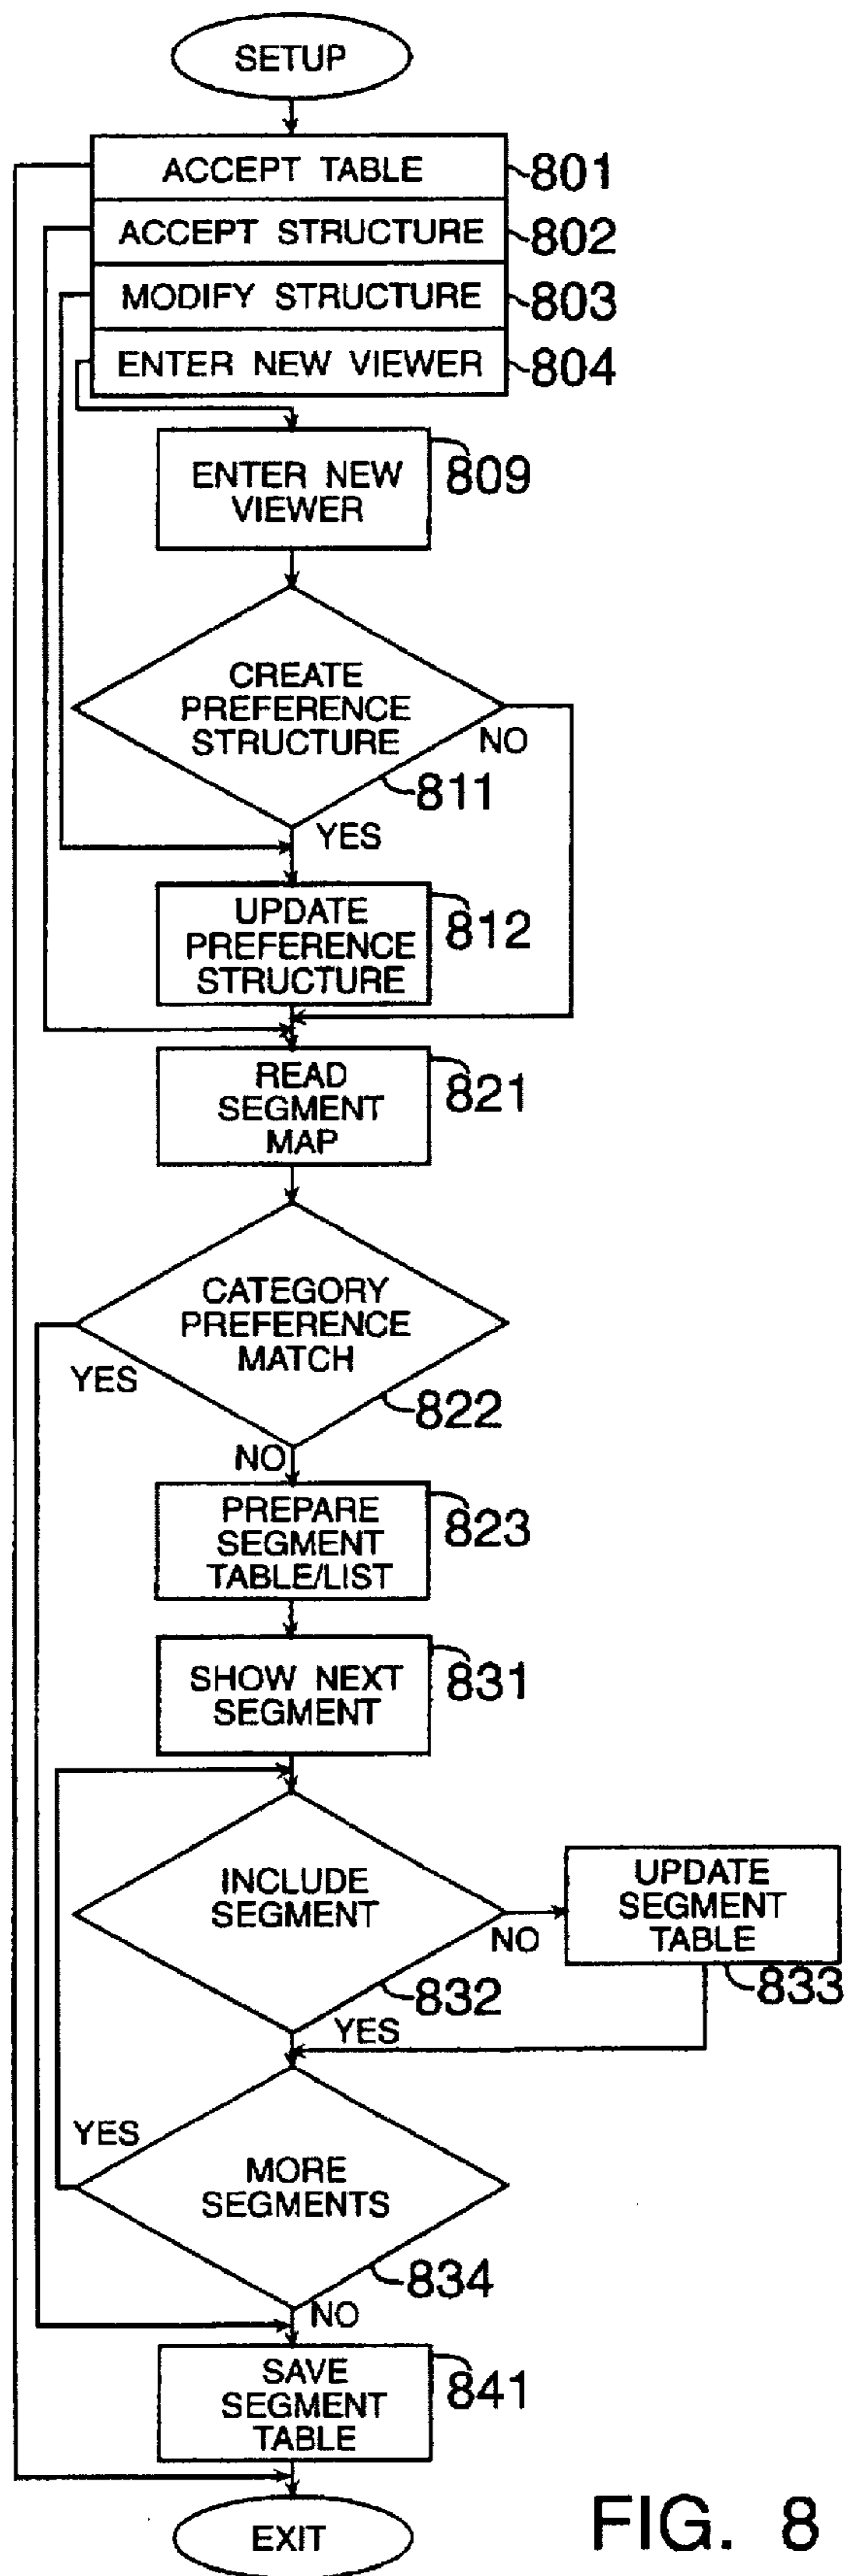 SETUP
ACCEPT TABLE 801
ACCEPT STRUCTURE 802
MODIFY STRUCTURE 803
ENTER NEW VIEWER 804
ENTER NEW
VIEWER
809
CREATE
PREFERENCE
STRUCTURE
NO
811
YES
UPDATE
PREFERENCE
STRUCTURE
812
READ
SEGMENT
MAP
821
CATEGORY
PREFERENCE
MATCH
YES
822
NO
PREPARE
SEGMENT
TABLE/LIST
823
SHOW NEXT
SEGMENT
831
INCLUDE
SEGMENT
NO
832
UPDATE
SEGMENT
TABLE
833
YES
YES
MORE
SEGMENTS
834
NO
SAVE
SEGMENT
TABLE
841
EXIT
FIG. 8